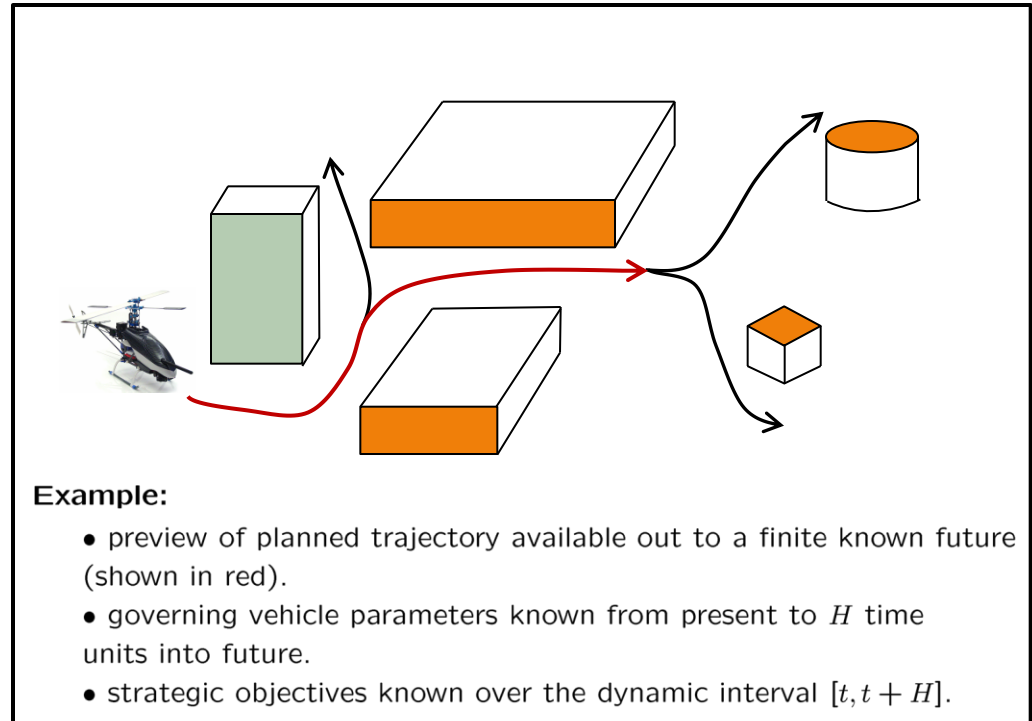 Example:
• preview of planned trajectory available out to a finite known future
(shown in red).
• governing vehicle parameters known from present to H time
units into future.
• strategic objectives known over the dynamic interval [t, t + H].